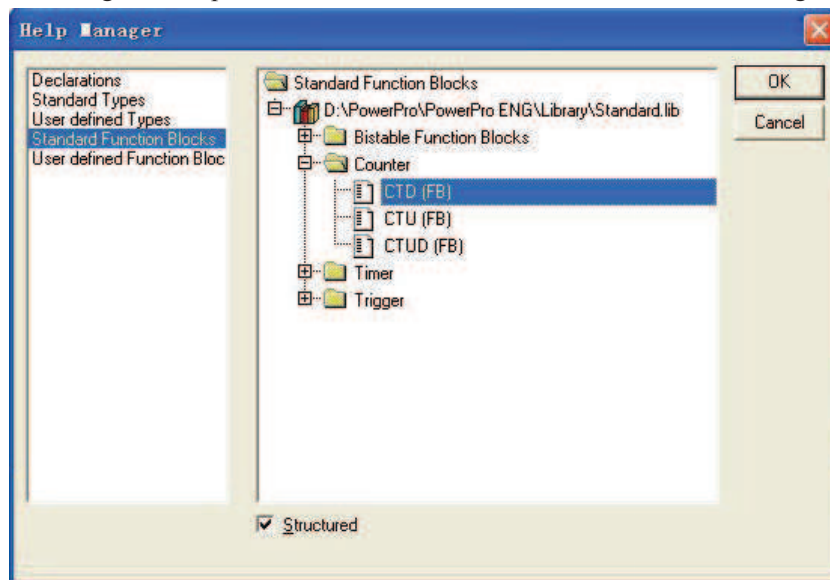 Help Manager
Declarations
Standard Types
User defined Types
Standard Function Blocks
User defined Function Bloc
Standard Function Blocks
D:\PowerPro\PowerPro ENG\Library\Standard.lib
Bistable Function Blocks
Counter
CTD (FB)
CTU (FB)
CTUD (FB)
Timer
Trigger
OK
Cancel
Structured